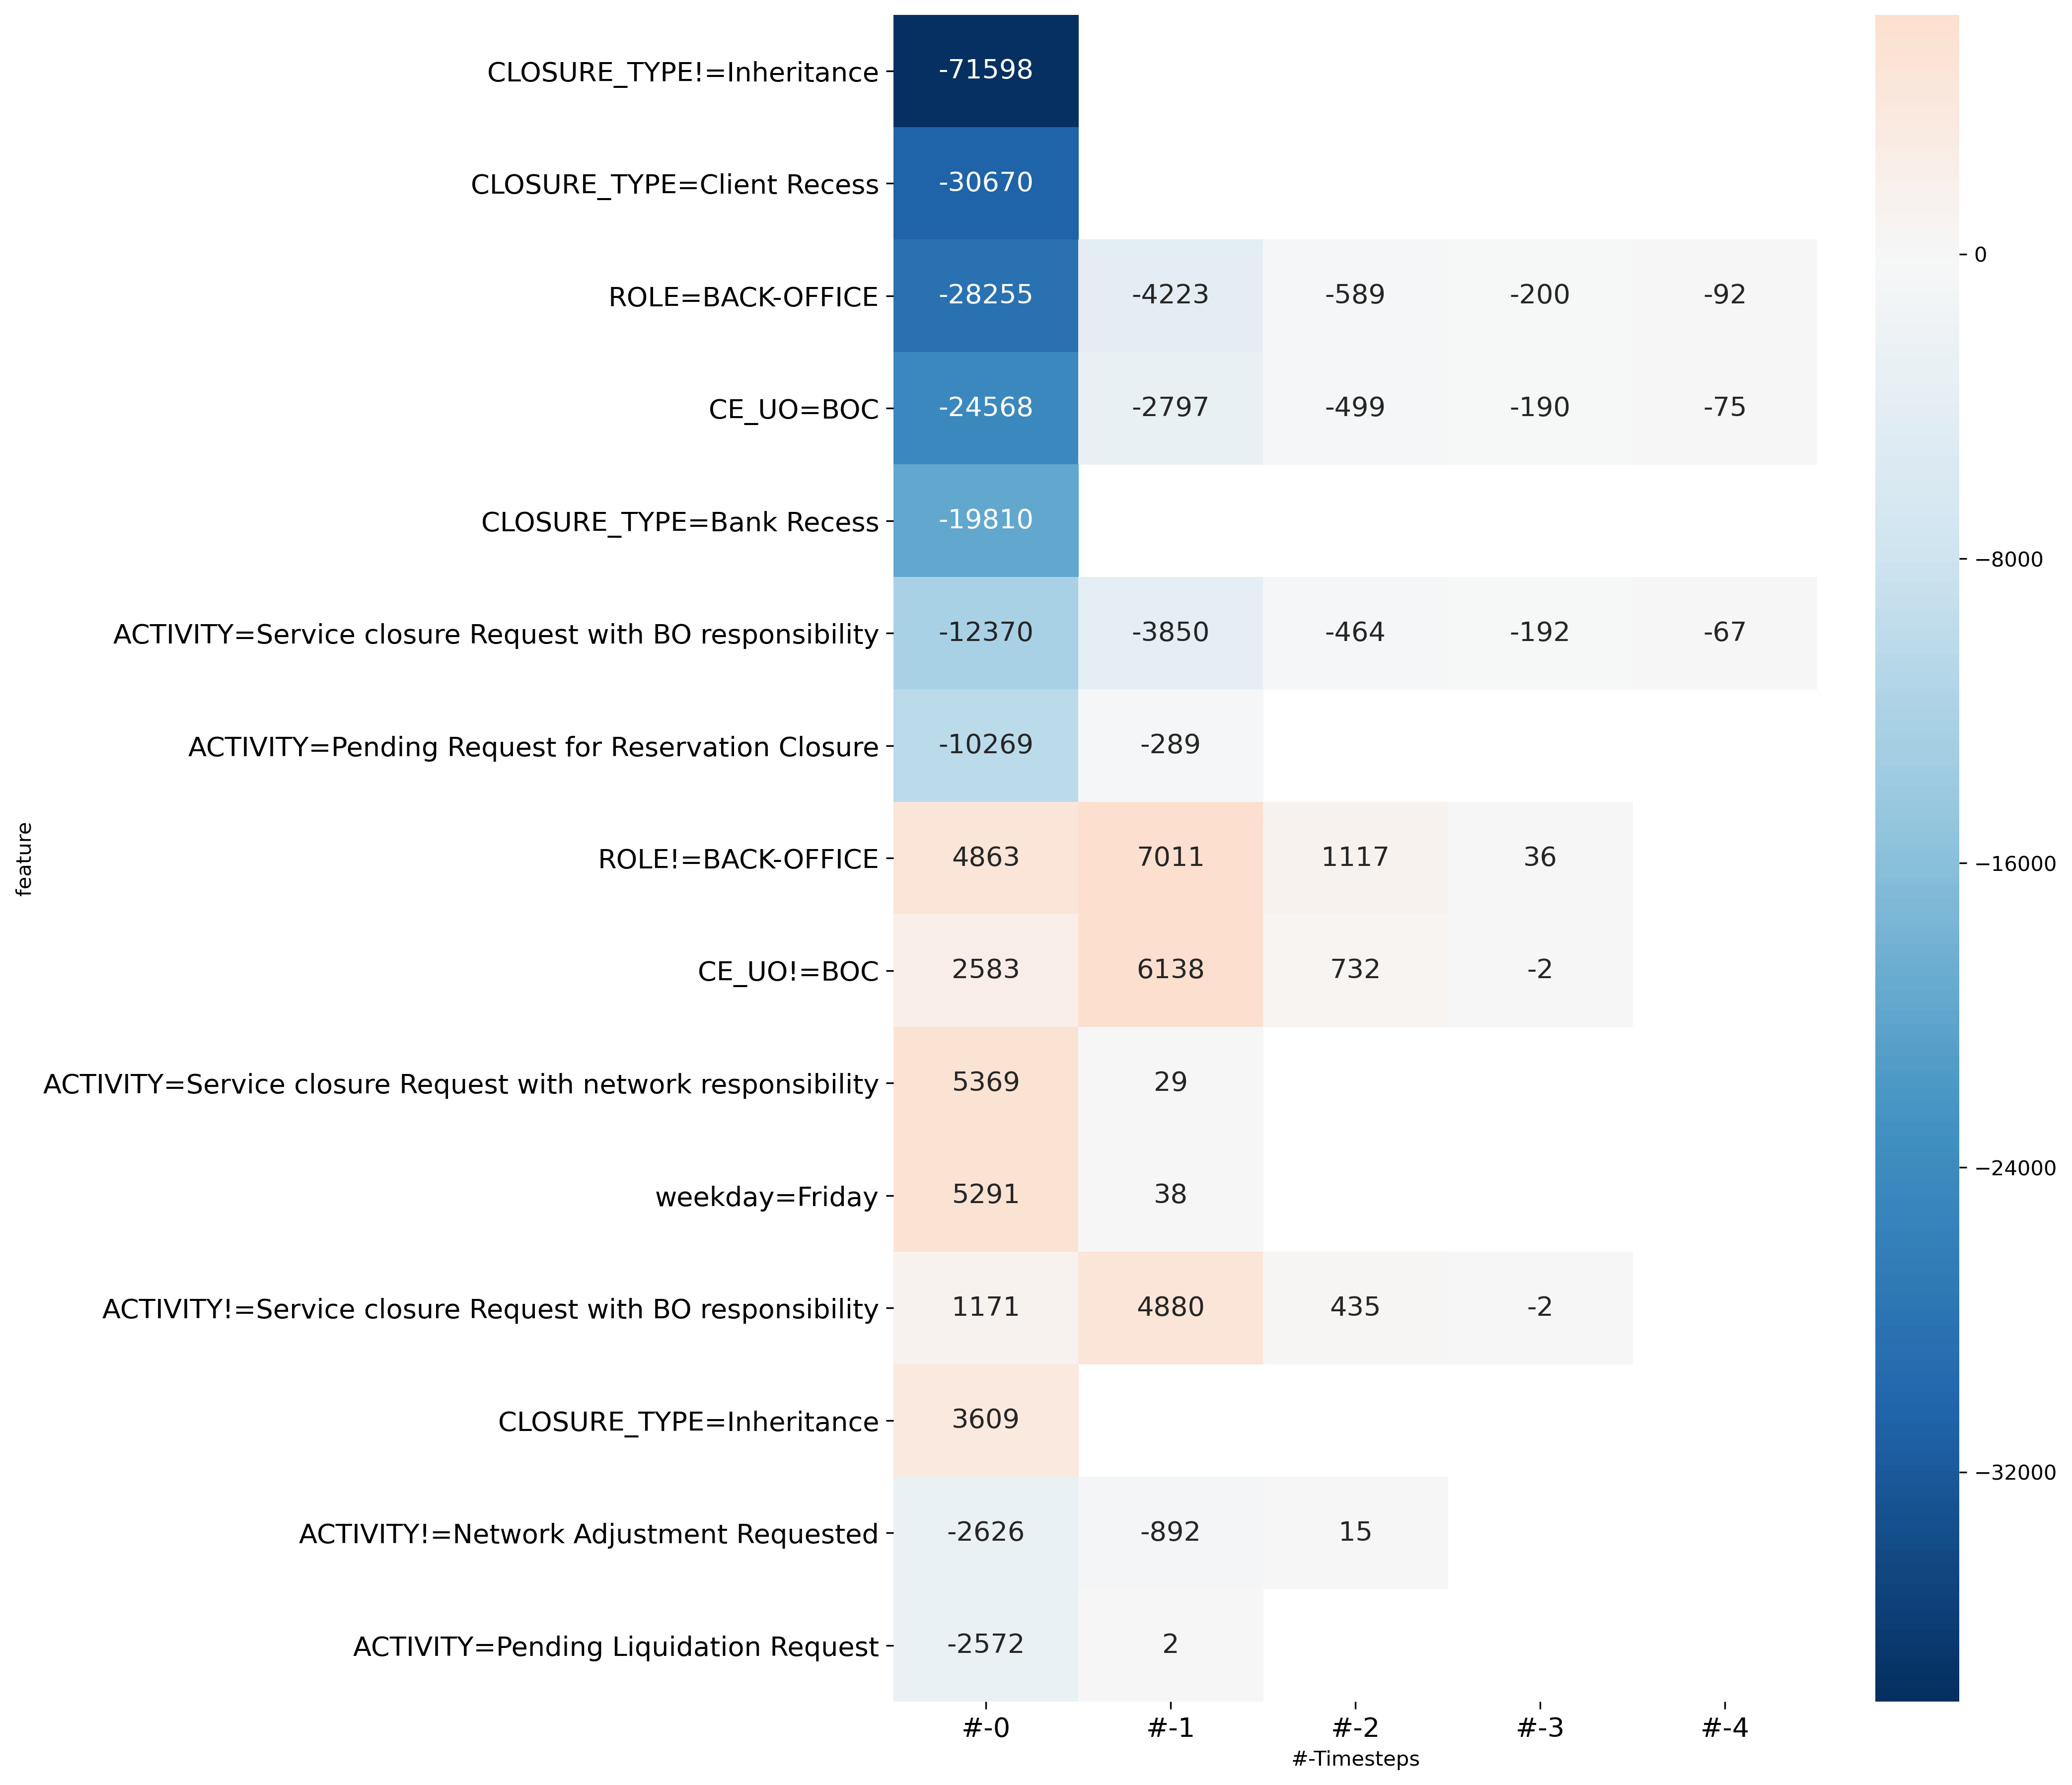 CLOSURE_TYPE!=Inheritance -71598
CLOSURE_TYPE=Client Recess -30670
ROLE=BACK-OFFICE -28255 -4223 -589 -200 -92
CE_UO=BOC -24568 -2797 -499 -190 -75
CLOSURE_TYPE=Bank Recess -19810
ACTIVITY=Service closure Request with BO responsibility -12370 -3850 -464 -192 -67
ACTIVITY=Pending Request for Reservation Closure -10269 -289
ROLE!=BACK-OFFICE 4863 7011 1117 36
CE_UO!=BOC 2583 6138 732 -2
ACTIVITY=Service closure Request with network responsibility 5369 29
weekday=Friday 5291 38
ACTIVITY!=Service closure Request with BO responsibility 1171 4880 435 -2
CLOSURE_TYPE=Inheritance 3609
ACTIVITY!=Network Adjustment Requested -2626 -892 15
ACTIVITY=Pending Liquidation Request -2572 2
feature
#-0 #-1 #-2 #-3 #-4
#-Timesteps
0
−8000
−16000
−24000
−32000